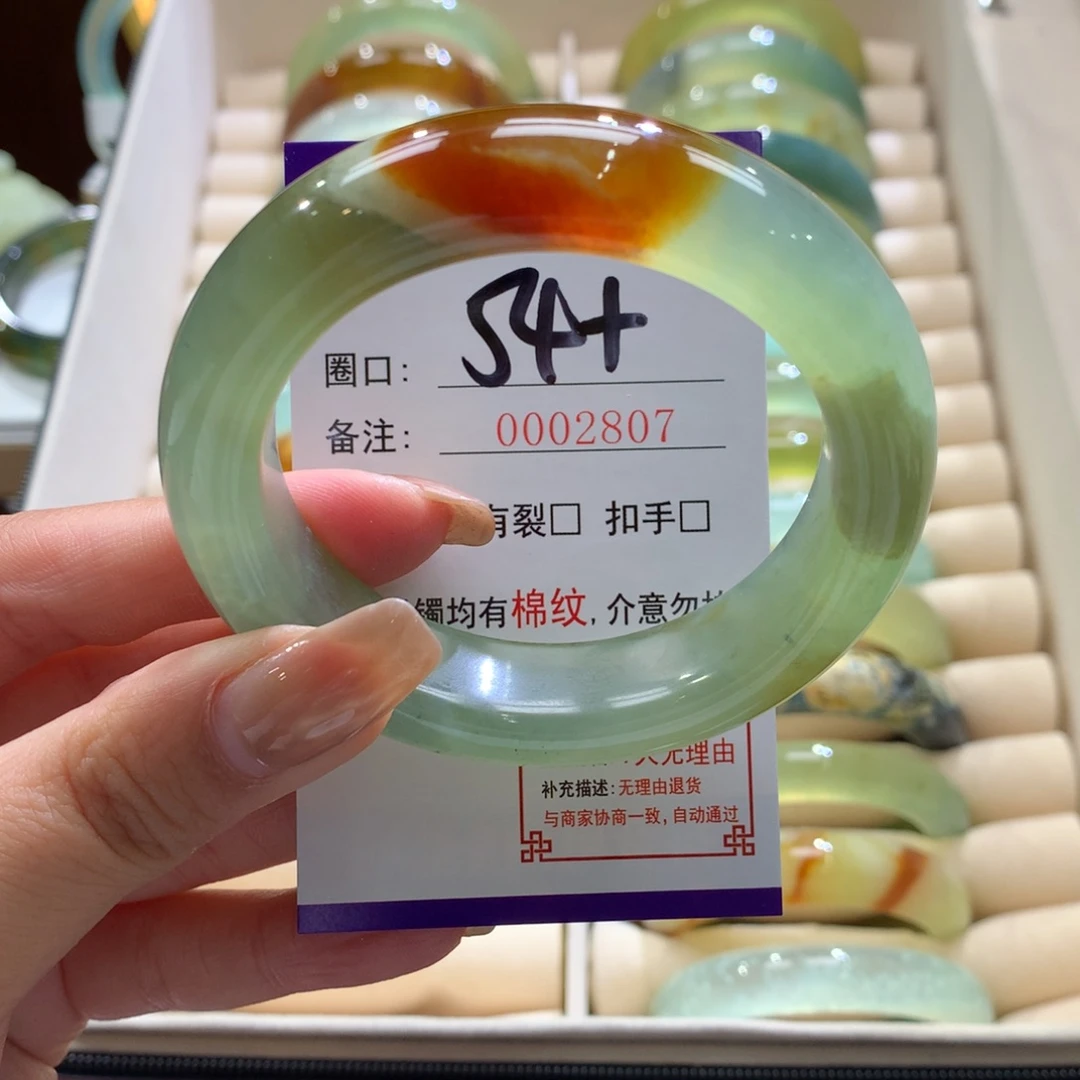 圈口: 54+
备注: 0002807
有裂□ 扣手□
镯均有棉纹, 介意勿
无理由
补充描述: 无理由退货
与商家协商一致, 自动通过